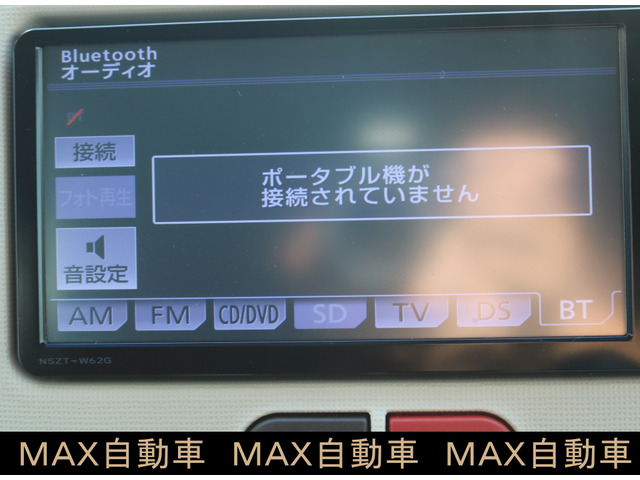 Bluetooth
オーディオ
接続
ポータブル機が
接続されていません
フォト再生
音設定
AM FM CD/DVD SD TV DS BT
NSZT-W62G
MAX自動車 MAX自動車 MAX自動車